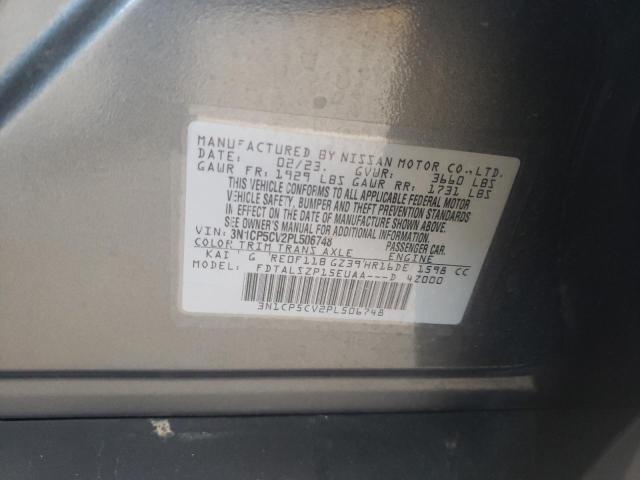 MANUFACTURED BY NISSAN MOTOR CO.,LTD.
DATE: 02/23. GVWR: 3660 LBS
GAWR FR: 1929 LBS GAWR RR: 1731 LBS
THIS VEHICLE CONFORMS TO ALL APPLICABLE FEDERAL MOTOR
VEHICLE SAFETY, BUMPER AND THEFT PREVENTION STANDARDS
IN EFFECT ON THE DATE OF MANUFACTURE SHOWN ABOVE.
SEE OWNER'S MANUAL FOR ADDITIONAL INFORMATION
VIN: 3N1CP5CV2PL506748 PASSENGER CAR.
COLOR TRIM TRANS AXLE ENGINE
KAI G RE0F11B GZ39 HR16DE 1598 CC
MODEL: FDTALSZP15EUAA---D 4Z000
3N1CP5CV2PL506748